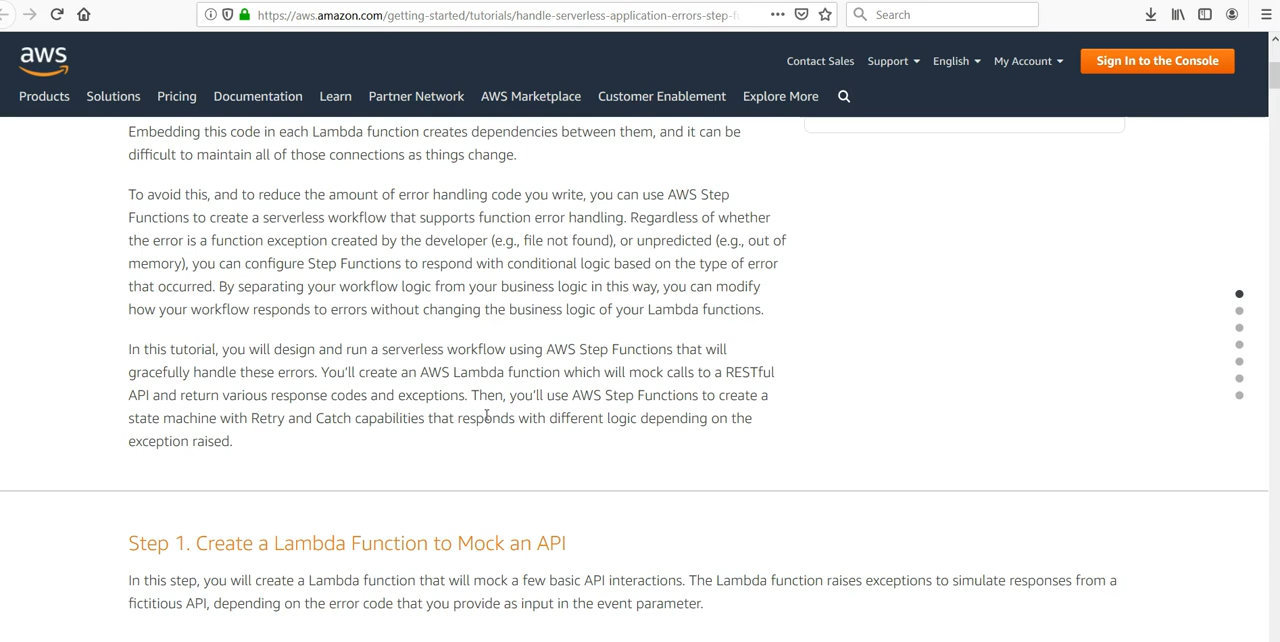 https://aws.amazon.com/getting-started/tutorials/handle-serverless-application-errors-step-f
Search
aws
Contact Sales Support English My Account Sign In to the Console
Products Solutions Pricing Documentation Learn Partner Network AWS Marketplace Customer Enablement Explore More
Embedding this code in each Lambda function creates dependencies between them, and it can be
difficult to maintain all of those connections as things change.
To avoid this, and to reduce the amount of error handling code you write, you can use AWS Step
Functions to create a serverless workflow that supports function error handling. Regardless of whether
the error is a function exception created by the developer (e.g., file not found), or unpredicted (e.g., out of
memory), you can configure Step Functions to respond with conditional logic based on the type of error
that occurred. By separating your workflow logic from your business logic in this way, you can modify
how your workflow responds to errors without changing the business logic of your Lambda functions.
In this tutorial, you will design and run a serverless workflow using AWS Step Functions that will
gracefully handle these errors. You'll create an AWS Lambda function which will mock calls to a RESTful
API and return various response codes and exceptions. Then, you'll use AWS Step Functions to create a
state machine with Retry and Catch capabilities that responds with different logic depending on the
exception raised.
Step 1. Create a Lambda Function to Mock an API
In this step, you will create a Lambda function that will mock a few basic API interactions. The Lambda function raises exceptions to simulate responses from a
fictitious API, depending on the error code that you provide as input in the event parameter.